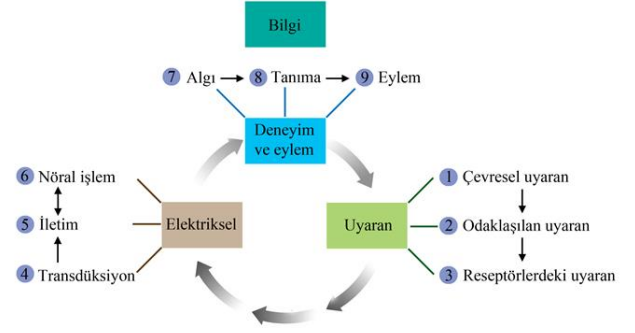 Bilgi
7 Algı 8 Tanıma 9 Eylem
Deneyim
ve eylem
6 Nöral işlem
5 İletim
4 Transdüksiyon
Elektriksel
Uyaran
1 Çevresel uyaran
2 Odaklaşılan uyaran
3 Reseptörlerdeki uyaran